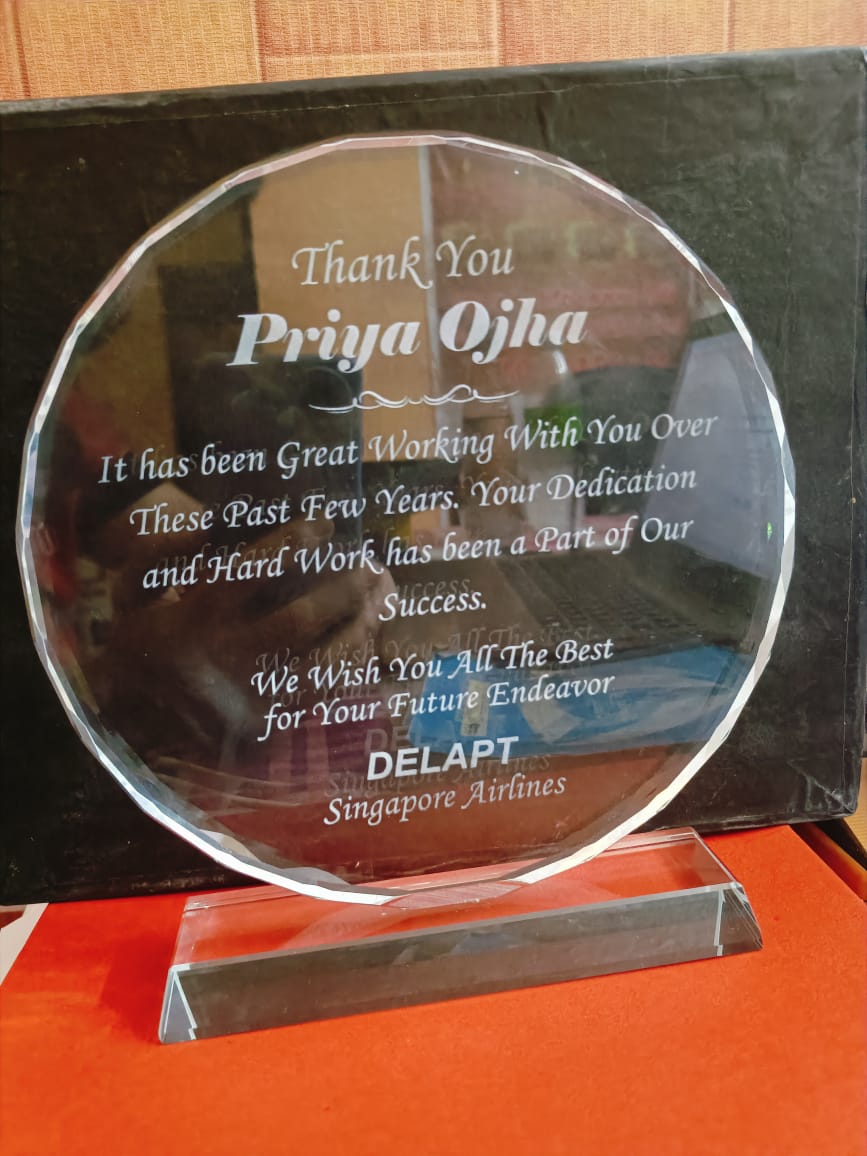 Thank You
Priya Ojha
It has been Great Working With You Over
These Past Few Years. Your Dedication
and Hard Work has been a Part of Our
Success.
We Wish You All The Best
for Your Future Endeavor
DELAPT
Singapore Airlines